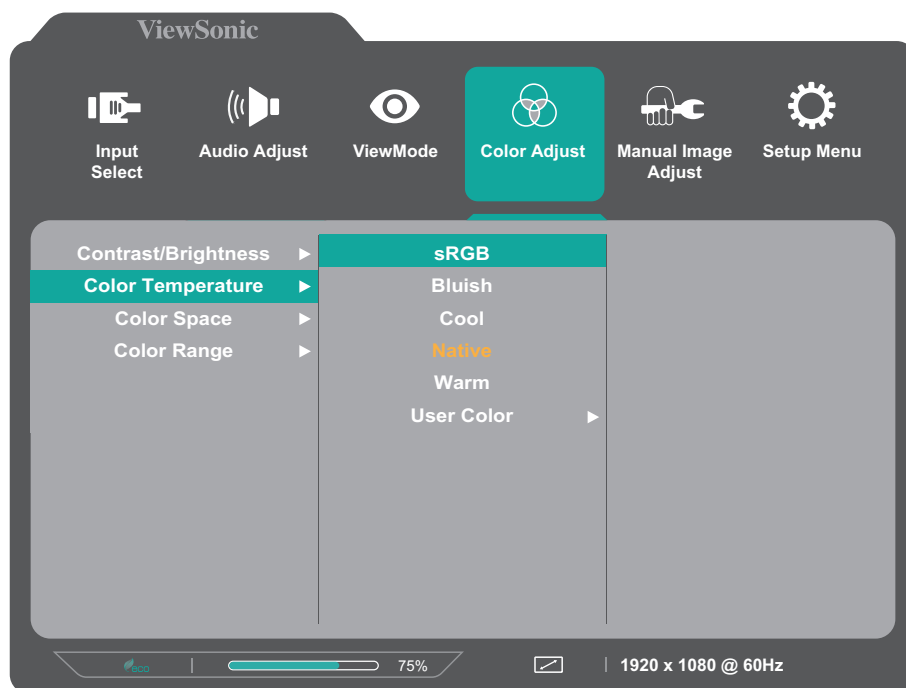 ViewSonic
Input Select
Audio Adjust
ViewMode
Color Adjust
Manual Image Adjust
Setup Menu
Contrast/Brightness
Color Temperature
Color Space
Color Range
sRGB
Bluish
Cool
Native
Warm
User Color
eco
75%
1920 x 1080 @ 60Hz